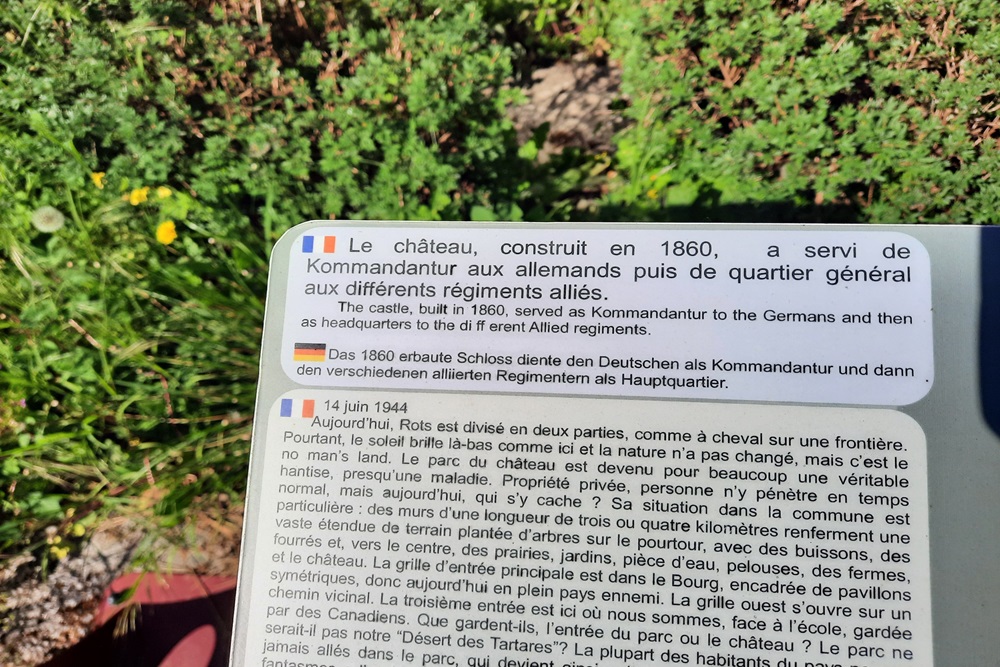 Le château, construit en 1860, a servi de
Kommandantur aux allemands puis de quartier général
aux différents régiments alliés.
The castle, built in 1860, served as Kommandantur to the Germans and then
as headquarters to the di ff erent Allied regiments.
Das 1860 erbaute Schloss diente den Deutschen als Kommandantur und dann
den verschiedenen alliierten Regimentern als Hauptquartier.
14 juin 1944
Aujourd'hui, Rots est divisé en deux parties, comme à cheval sur une frontière.
Pourtant, le soleil brille là-bas comme ici et la nature n'a pas changé, mais c'est le
no man's land. Le parc du château est devenu pour beaucoup une véritable
hantise, presqu'une maladie. Propriété privée, personne n'y pénètre en temps
normal, mais aujourd'hui, qui s'y cache ? Sa situation dans la commune est
particulière : des murs d'une longueur de trois ou quatre kilomètres renferment une
vaste étendue de terrain plantée d'arbres sur le pourtour, avec des buissons, des
fourrés et, vers le centre, des prairies, jardins, pièce d'eau, pelouses, des fermes,
et le château. La grille d'entrée principale est dans le Bourg, encadrée de pavillons
symétriques, donc aujourd'hui en plein pays ennemi. La grille ouest s'ouvre sur un
chemin vicinal. La troisième entrée est ici où nous sommes, face à l'école, gardée
par des Canadiens. Que gardent-ils, l'entrée du parc ou le château ? Le parc ne
serait-il pas notre “Désert des Tartares”? La plupart des habitants du
jamais allés dans le parc, qui devient